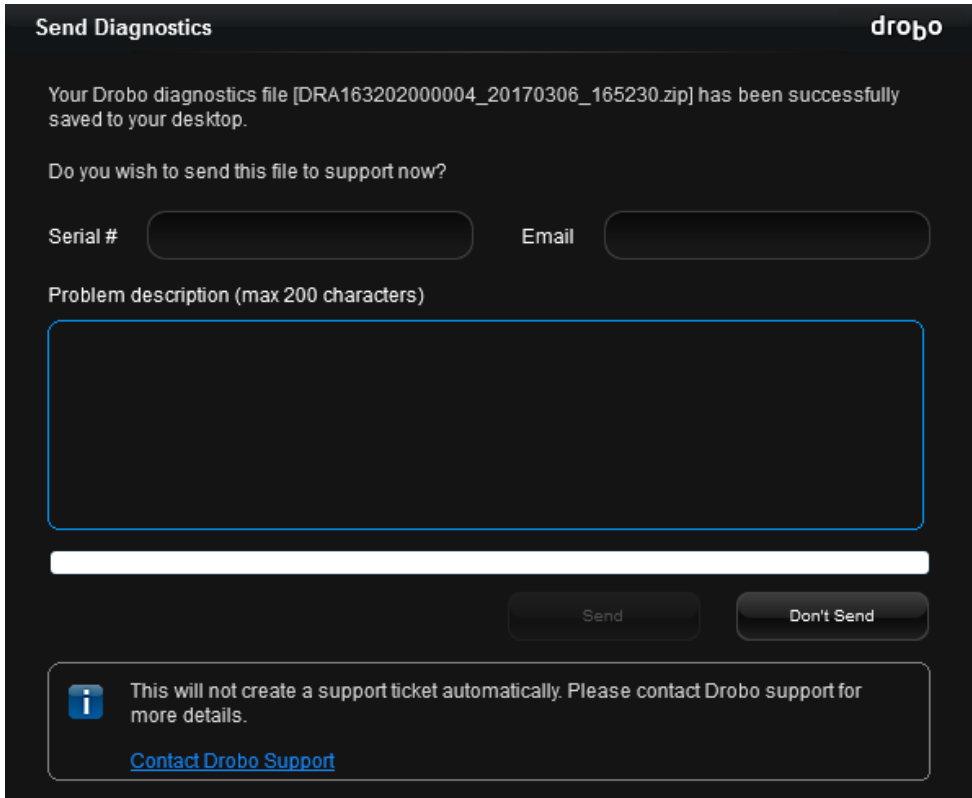 Send Diagnostics
drobo
Your Drobo diagnostics file [DRA163202000004_20170306_165230.zip] has been successfully
saved to your desktop.
Do you wish to send this file to support now?
Serial #
Email
Problem description (max 200 characters)
Send
Don't Send
i
This will not create a support ticket automatically. Please contact Drobo support for
more details.
Contact Drobo Support